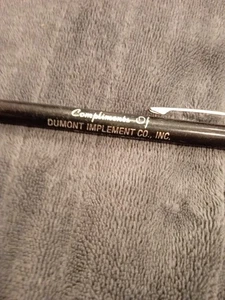 Compliments Of
DUMONT IMPLEMENT CO., INC.